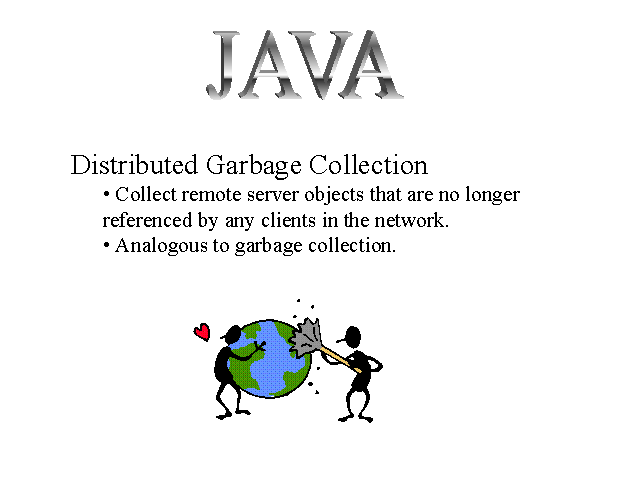 JAVA
Distributed Garbage Collection
• Collect remote server objects that are no longer
referenced by any clients in the network.
• Analogous to garbage collection.